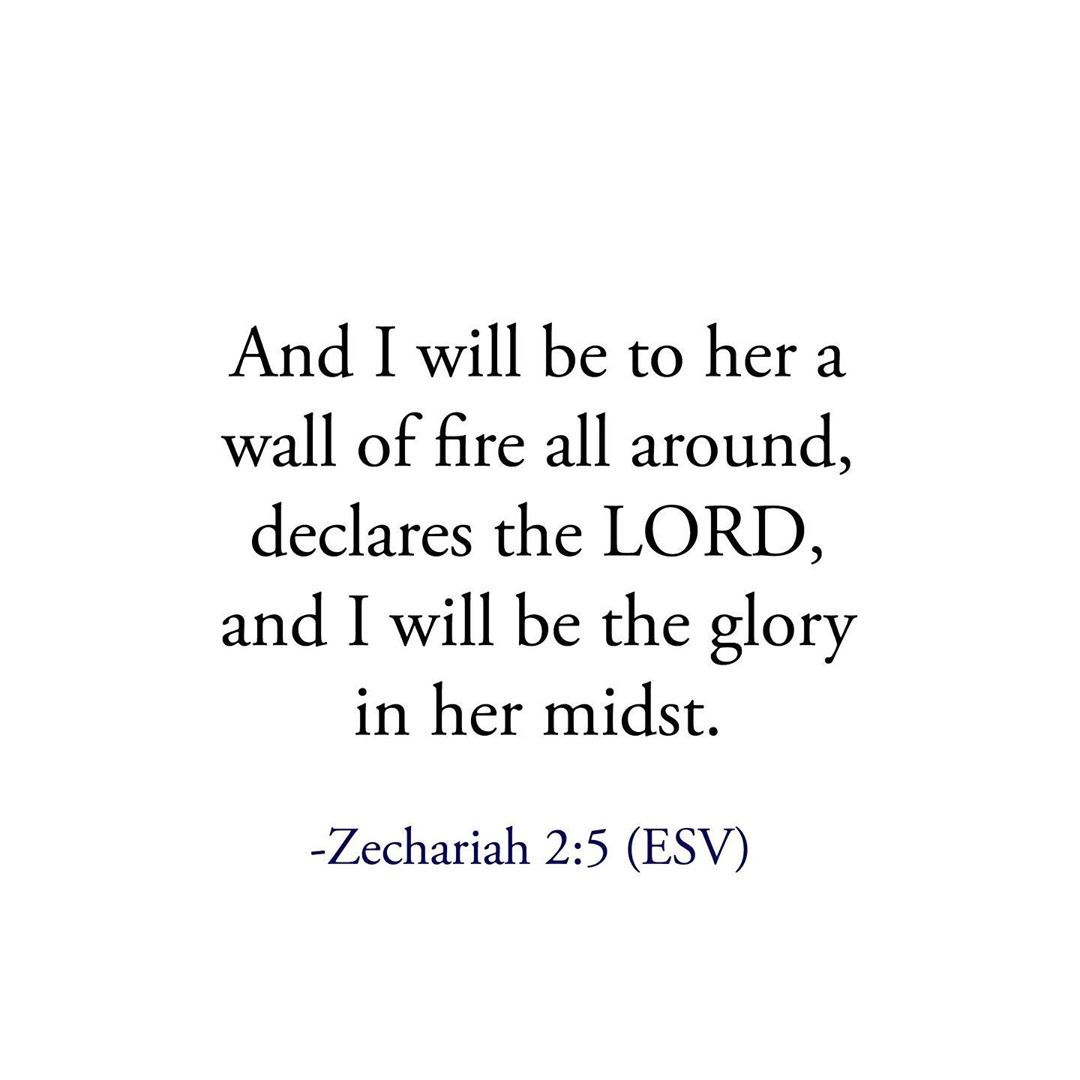 And I will be to her a
wall of fire all around,
declares the LORD,
and I will be the glory
in her midst.
-Zechariah 2:5 (ESV)